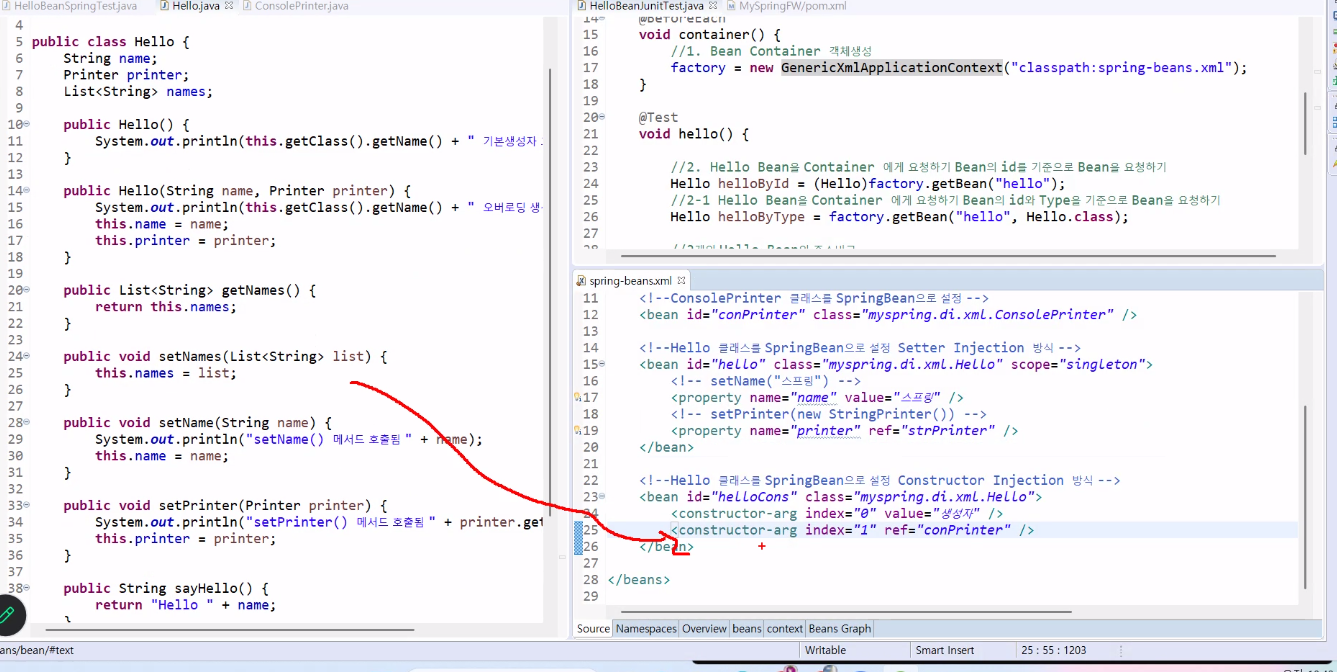 HelloBeanSpringTest.java
Hello.java
ConsolePrinter.java
4
5 public class Hello {
6 String name;
7 Printer printer;
8 List<String> names;
9
10 public Hello() {
11 System.out.println(this.getClass().getName() + " 기본생성자
12 }
13
14 public Hello(String name, Printer printer) {
15 System.out.println(this.getClass().getName() + " 오버로딩
16 this.name = name;
17 this.printer = printer;
18 }
19
20 public List<String> getNames() {
21 return this.names;
22 }
23
24 public void setNames(List<String> list) {
25 this.names = list;
26 }
27
28 public void setName(String name) {
29 System.out.println("setName() 메서드 호출됨 " + name);
30 this.name = name;
31 }
32
33 public void setPrinter(Printer printer) {
34 System.out.println("setPrinter() 메서드 호출됨 " + printer.get
35 this.printer = printer;
36 }
37
38 public String sayHello() {
39 return "Hello " + name;
}
ans/bean/#text
HelloBeanJunitTest.java
MySpringFW/pom.xml
14 @BeforeEach
15 void container() {
16 //1. Bean Container 객체생성
17 factory = new GenericXmlApplicationContext("classpath:spring-beans.xml");
18 }
19
20 @Test
21 void hello() {
22
23 //2. Hello Bean을 Container 에게 요청하기 Bean의 id를 기준으로 Bean을 요청하기
24 Hello helloById = (Hello)factory.getBean("hello");
25 //2-1 Hello Bean을 Container 에게 요청하기 Bean의 id와 Type을 기준으로 Bean을 요청하기
26 Hello helloByType = factory.getBean("hello", Hello.class);
27
28
spring-beans.xml
11 <!--ConsolePrinter 클래스를 SpringBean으로 설정 -->
12 <bean id="conPrinter" class="myspring.di.xml.ConsolePrinter" />
13
14 <!--Hello 클래스를 SpringBean으로 설정 Setter Injection 방식 -->
15 <bean id="hello" class="myspring.di.xml.Hello" scope="singleton">
16 <!-- setName("스프링") -->
17 <property name="name" value="스프링" />
18 <!-- setPrinter(new StringPrinter()) -->
19 <property name="printer" ref="strPrinter" />
20 </bean>
21
22 <!--Hello 클래스를 SpringBean으로 설정 Constructor Injection 방식 -->
23 <bean id="helloCons" class="myspring.di.xml.Hello">
24 <constructor-arg index="0" value="생성자" />
25 <constructor-arg index="1" ref="conPrinter" />
26 </bean>
27
28 </beans>
29
Source Namespaces Overview beans context Beans Graph
Writable Smart Insert 25 : 55 : 1203